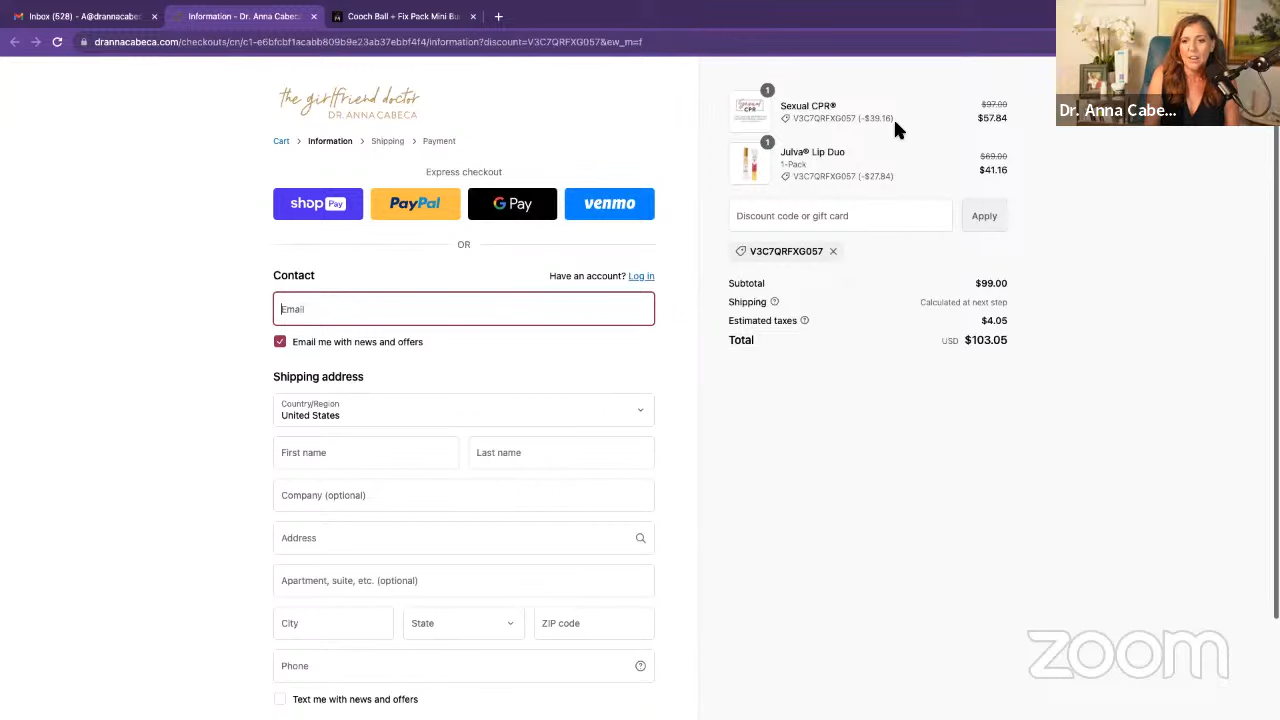 Inbox (528) - A@drannacabec
Information - Dr. Anna Cabeca
Cooch Ball + Fix Pack Mini Bu
drannacabeca.com/checkouts/cn/c1-e6bfcbf1acabb809b9e23ab37ebbf4f4/information?discount=V3C7QRFXG057&ew_m=f
Dr. Anna Cabe...
the girlfriend doctor
DR. ANNA CABECA
Cart > Information > Shipping > Payment
Express checkout
shop Pay
PayPal
G Pay
venmo
OR
Contact
Have an account? Log in
Email
Email me with news and offers
Shipping address
Country/Region
United States
First name
Last name
Company (optional)
Address
Apartment, suite, etc. (optional)
City
State
ZIP code
Phone
Text me with news and offers
1
Sexual CPR®
$97.00
V3C7QRFXG057 (-$39.16)
$57.84
1
Julva® Lip Duo
$69.00
1-Pack
V3C7QRFXG057 (-$27.84)
$41.16
Discount code or gift card
Apply
V3C7QRFXG057
Subtotal
$99.00
Shipping
Calculated at next step
Estimated taxes
$4.05
Total
USD $103.05
zoom